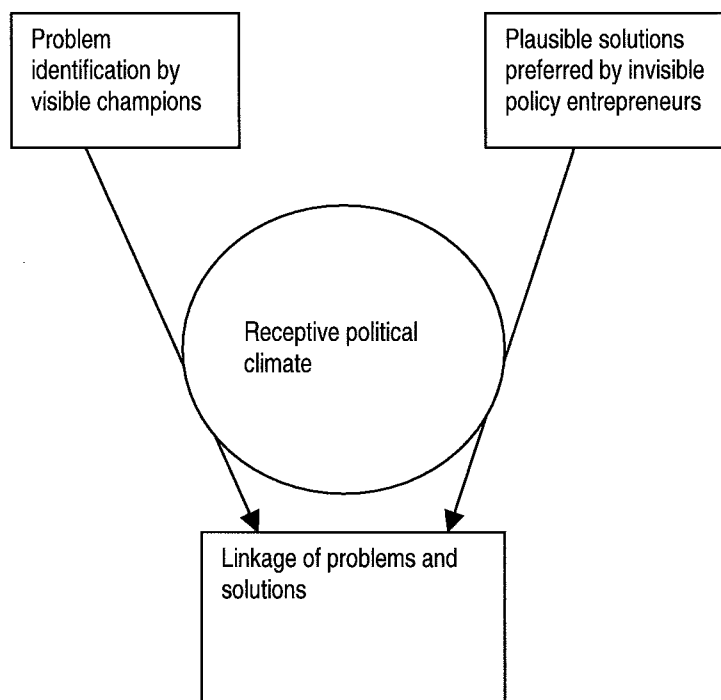 Problem
identification by
visible champions
Plausible solutions
preferred by invisible
policy entrepreneurs
Receptive political
climate
Linkage of problems and
solutions